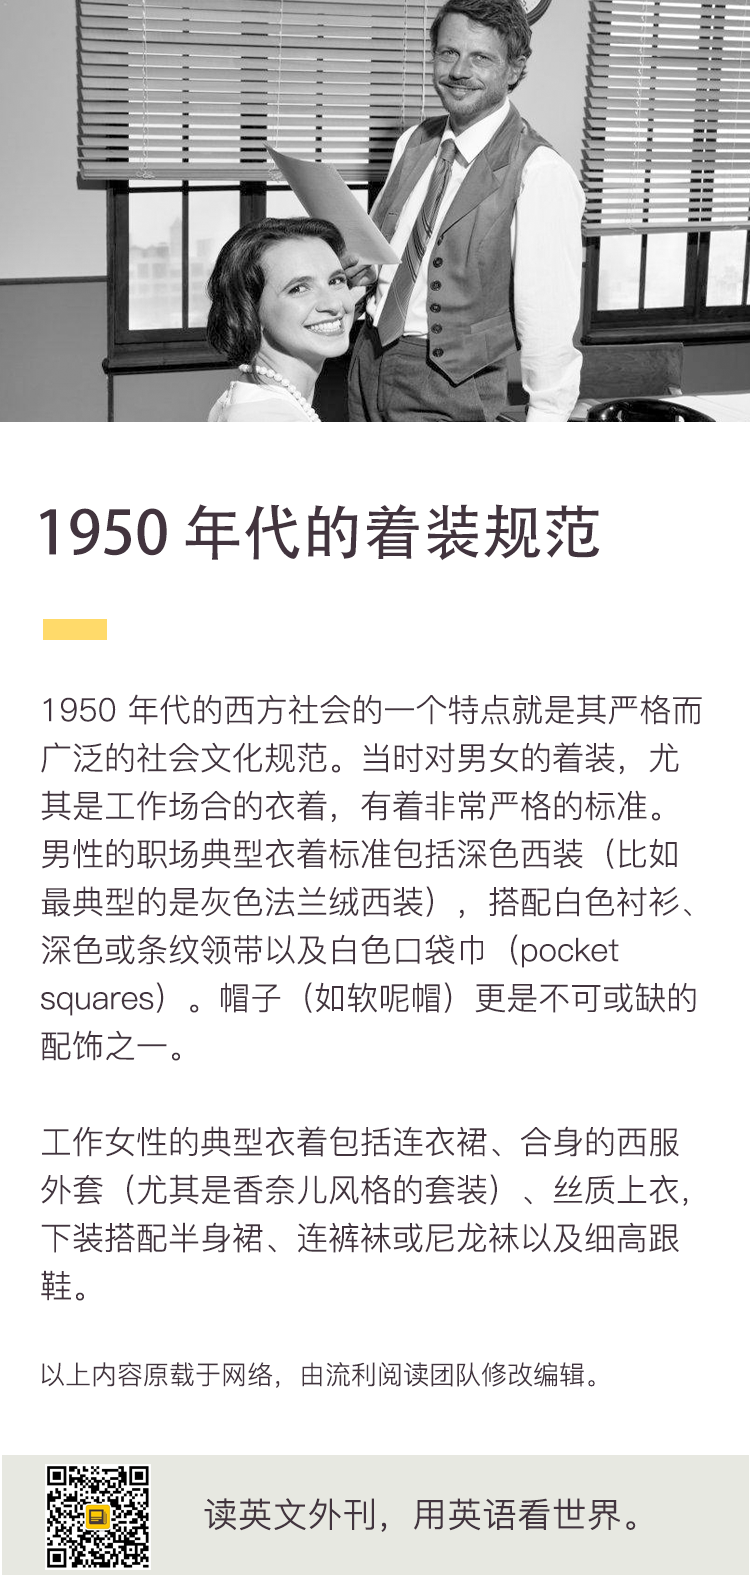 1950 年代的着装规范
1950 年代的西方社会的一个特点就是其严格而
广泛的社会文化规范。当时对男女的着装，尤
其是工作场合的衣着，有着非常严格的标准。
男性的职场典型衣着标准包括深色西装（比如
最典型的是灰色法兰绒西装），搭配白色衬衫、
深色或条纹领带以及白色口袋巾（pocket
squares）。帽子（如软呢帽）更是不可或缺的
配饰之一。
工作女性的典型衣着包括连衣裙、合身的西服
外套（尤其是香奈儿风格的套装）、丝质上衣，
下装搭配半身裙、连裤袜或尼龙袜以及细高跟
鞋。
以上内容原载于网络，由流利阅读团队修改编辑。
读英文外刊，用英语看世界。